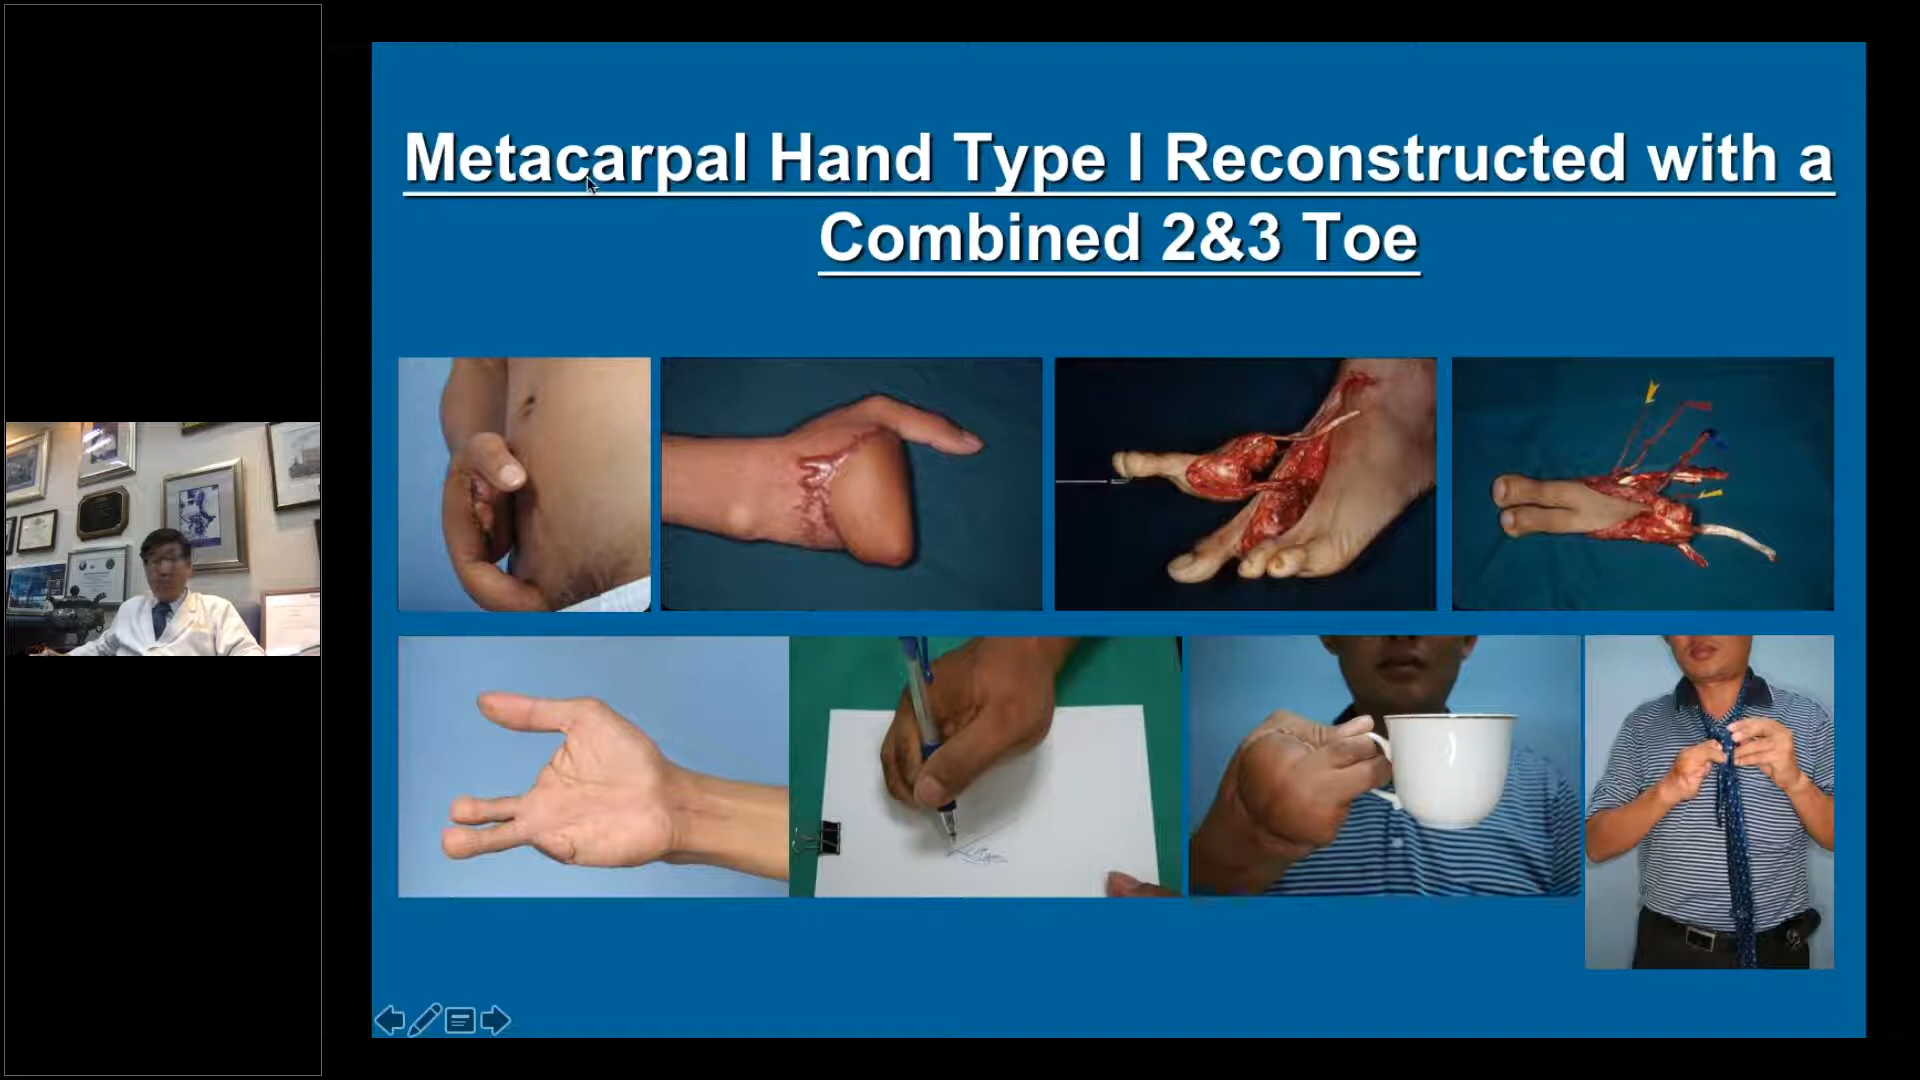 Metacarpal Hand Type I Reconstructed with a
Combined 2&3 Toe